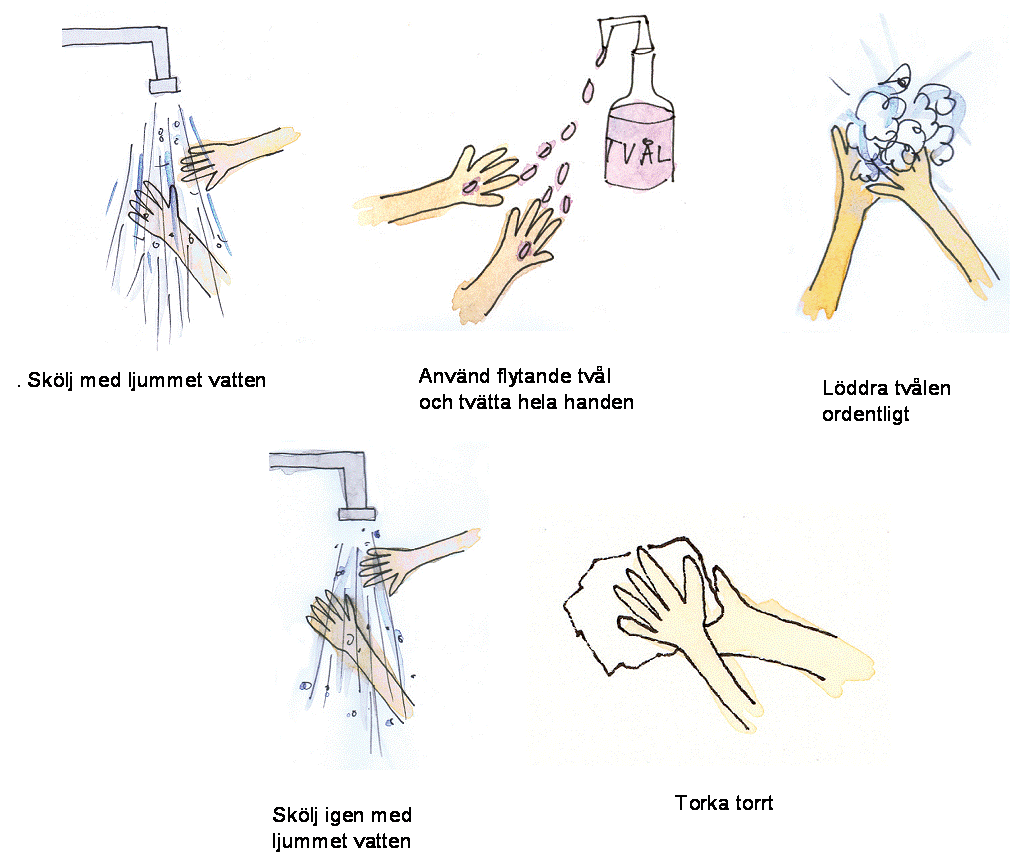 TVÅL
. Skölj med ljummet vatten
Använd flytande tvål
och tvätta hela handen
Löddra tvålen
ordentligt
Skölj igen med
ljummet vatten
Torka torrt